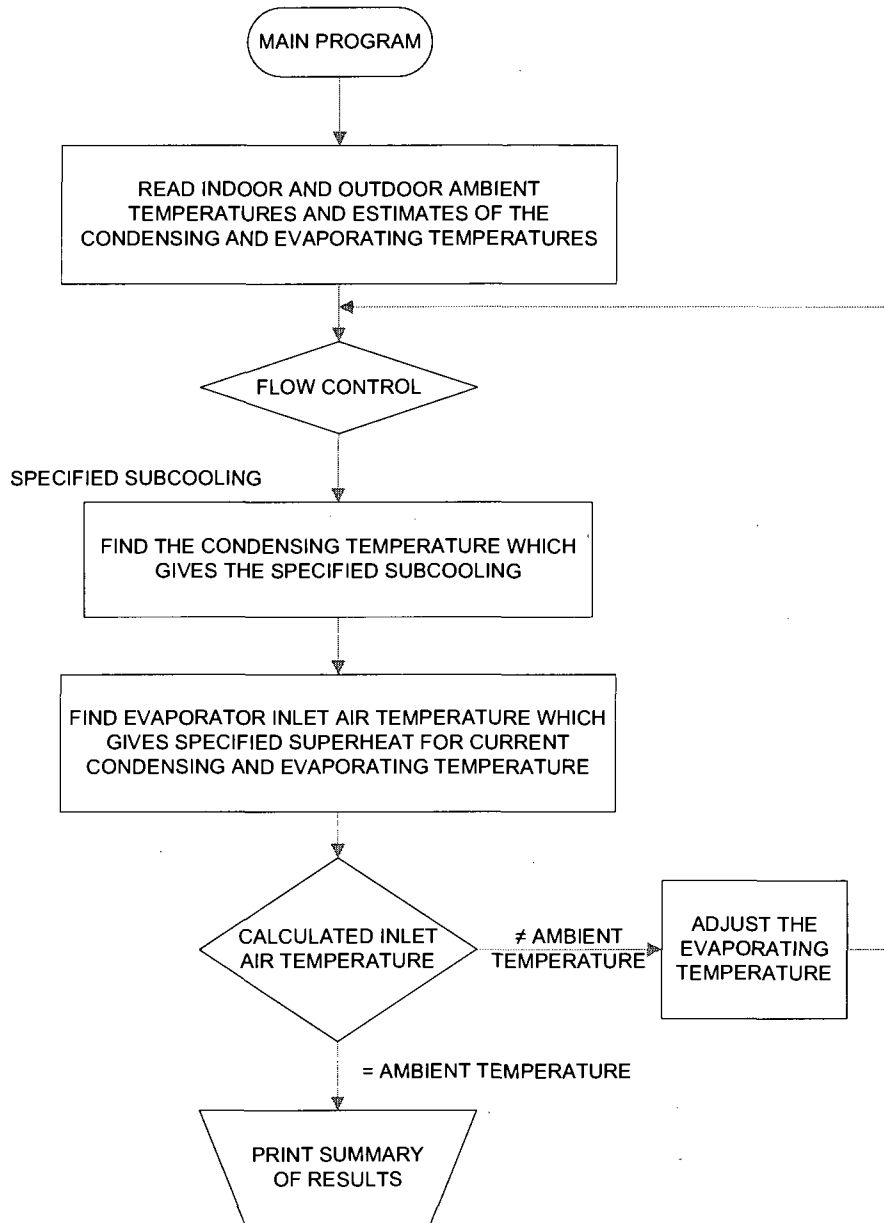 MAIN PROGRAM
READ INDOOR AND OUTDOOR AMBIENT
TEMPERATURES AND ESTIMATES OF THE
CONDENSING AND EVAPORATING TEMPERATURES
FLOW CONTROL
SPECIFIED SUBCOOLING
FIND THE CONDENSING TEMPERATURE WHICH
GIVES THE SPECIFIED SUBCOOLING
FIND EVAPORATOR INLET AIR TEMPERATURE WHICH
GIVES SPECIFIED SUPERHEAT FOR CURRENT
CONDENSING AND EVAPORATING TEMPERATURE
CALCULATED INLET
AIR TEMPERATURE
≠ AMBIENT
TEMPERATURE
ADJUST THE
EVAPORATING
TEMPERATURE
= AMBIENT TEMPERATURE
PRINT SUMMARY
OF RESULTS